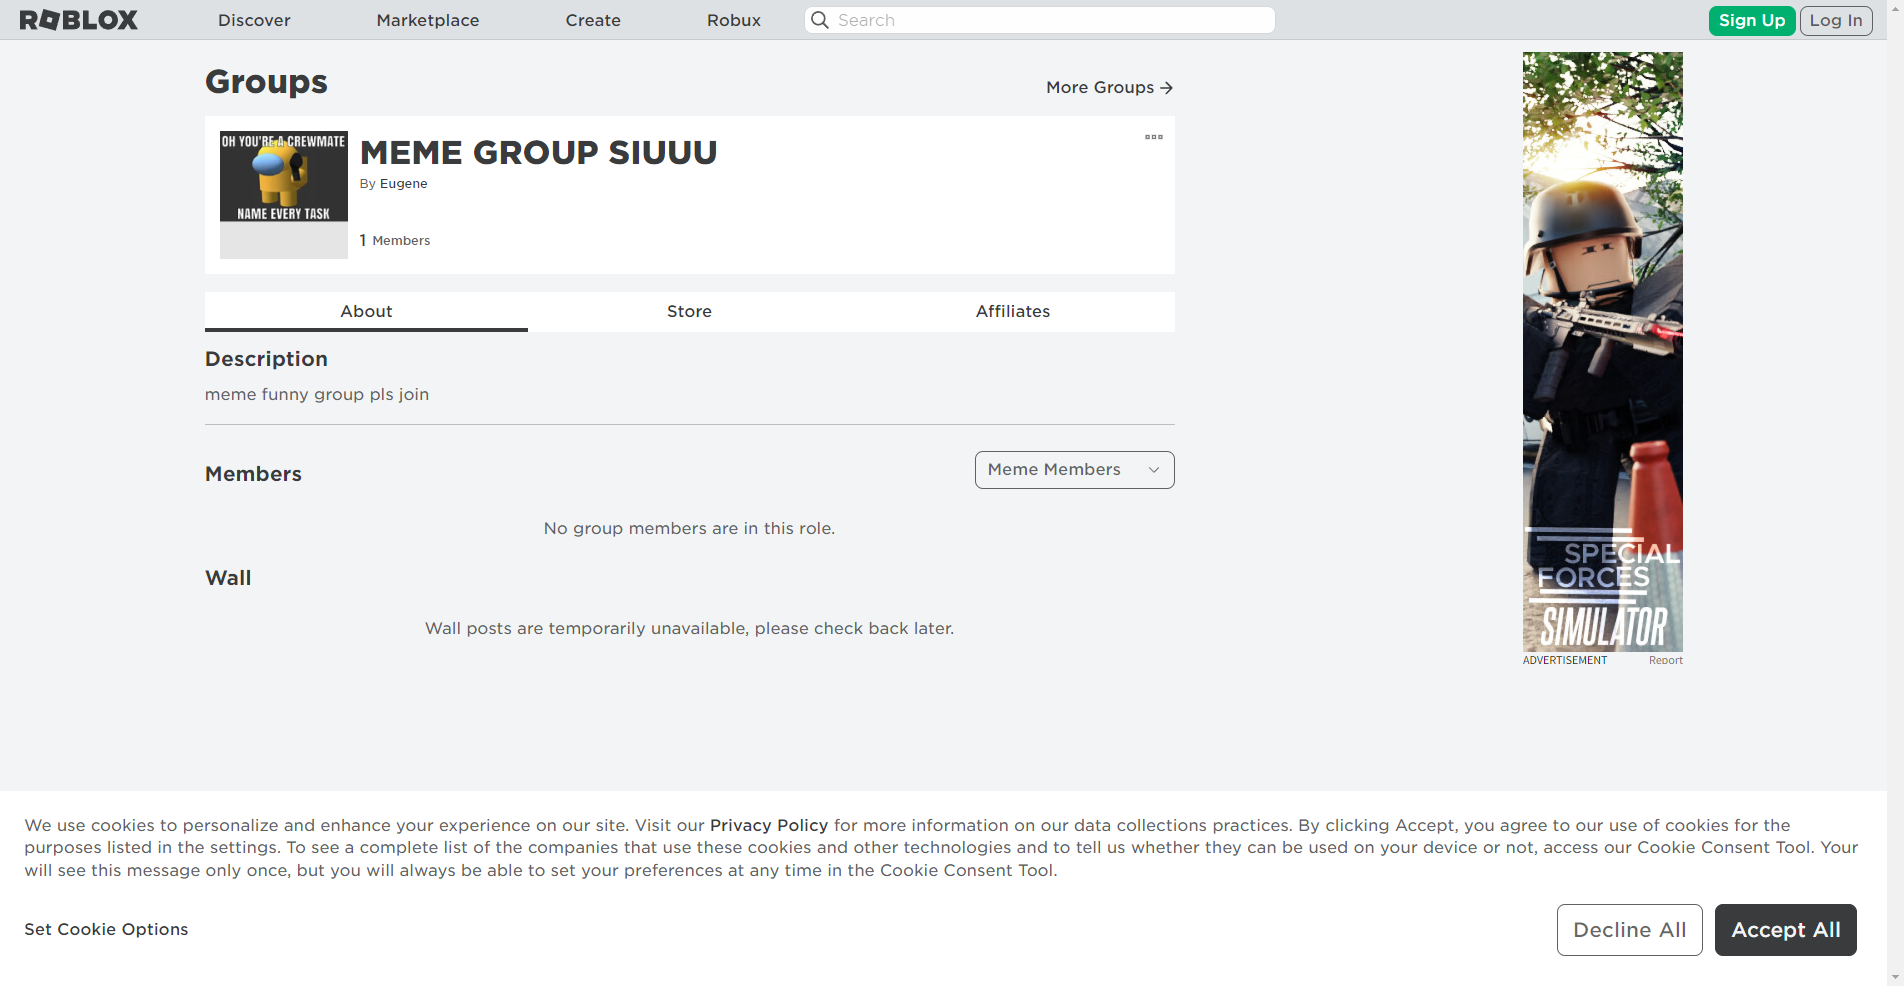 ROBLOX
Discover
Marketplace
Create
Robux
Search
Sign Up
Log In
Groups
More Groups
OH YOU'RE A CREWMATE
NAME EVERY TASK
MEME GROUP SIUUU
By Eugene
1 Members
About
Store
Affiliates
Description
meme funny group pls join
Members
Meme Members
No group members are in this role.
Wall
Wall posts are temporarily unavailable, please check back later.
SPECIAL
FORCES
SIMULATOR
ADVERTISEMENT
Report
We use cookies to personalize and enhance your experience on our site. Visit our Privacy Policy for more information on our data collections practices. By clicking Accept, you agree to our use of cookies for the
purposes listed in the settings. To see a complete list of the companies that use these cookies and other technologies and to tell us whether they can be used on your device or not, access our Cookie Consent Tool. Your
will see this message only once, but you will always be able to set your preferences at any time in the Cookie Consent Tool.
Set Cookie Options
Decline All
Accept All